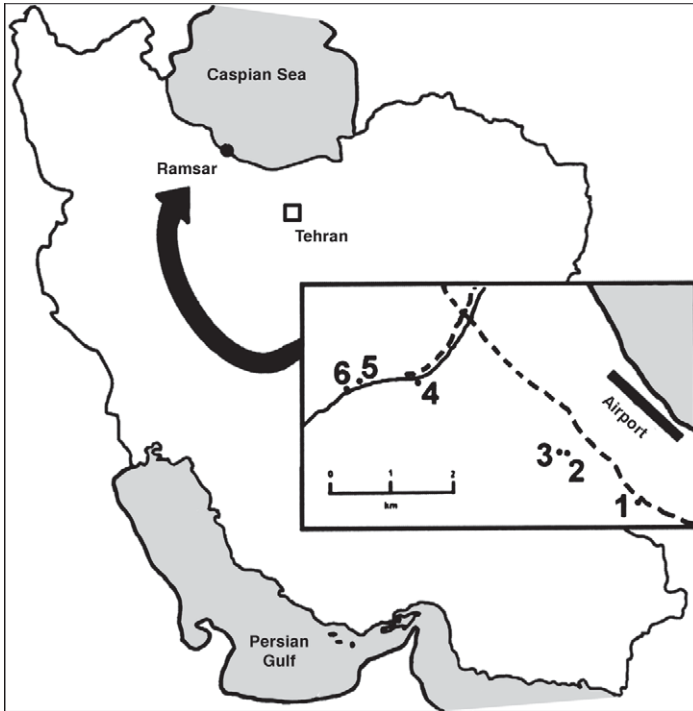 Caspian Sea
Ramsar
Tehran
6 5
4
Airport
3 2
1
0 1 2
km
Persian
Gulf